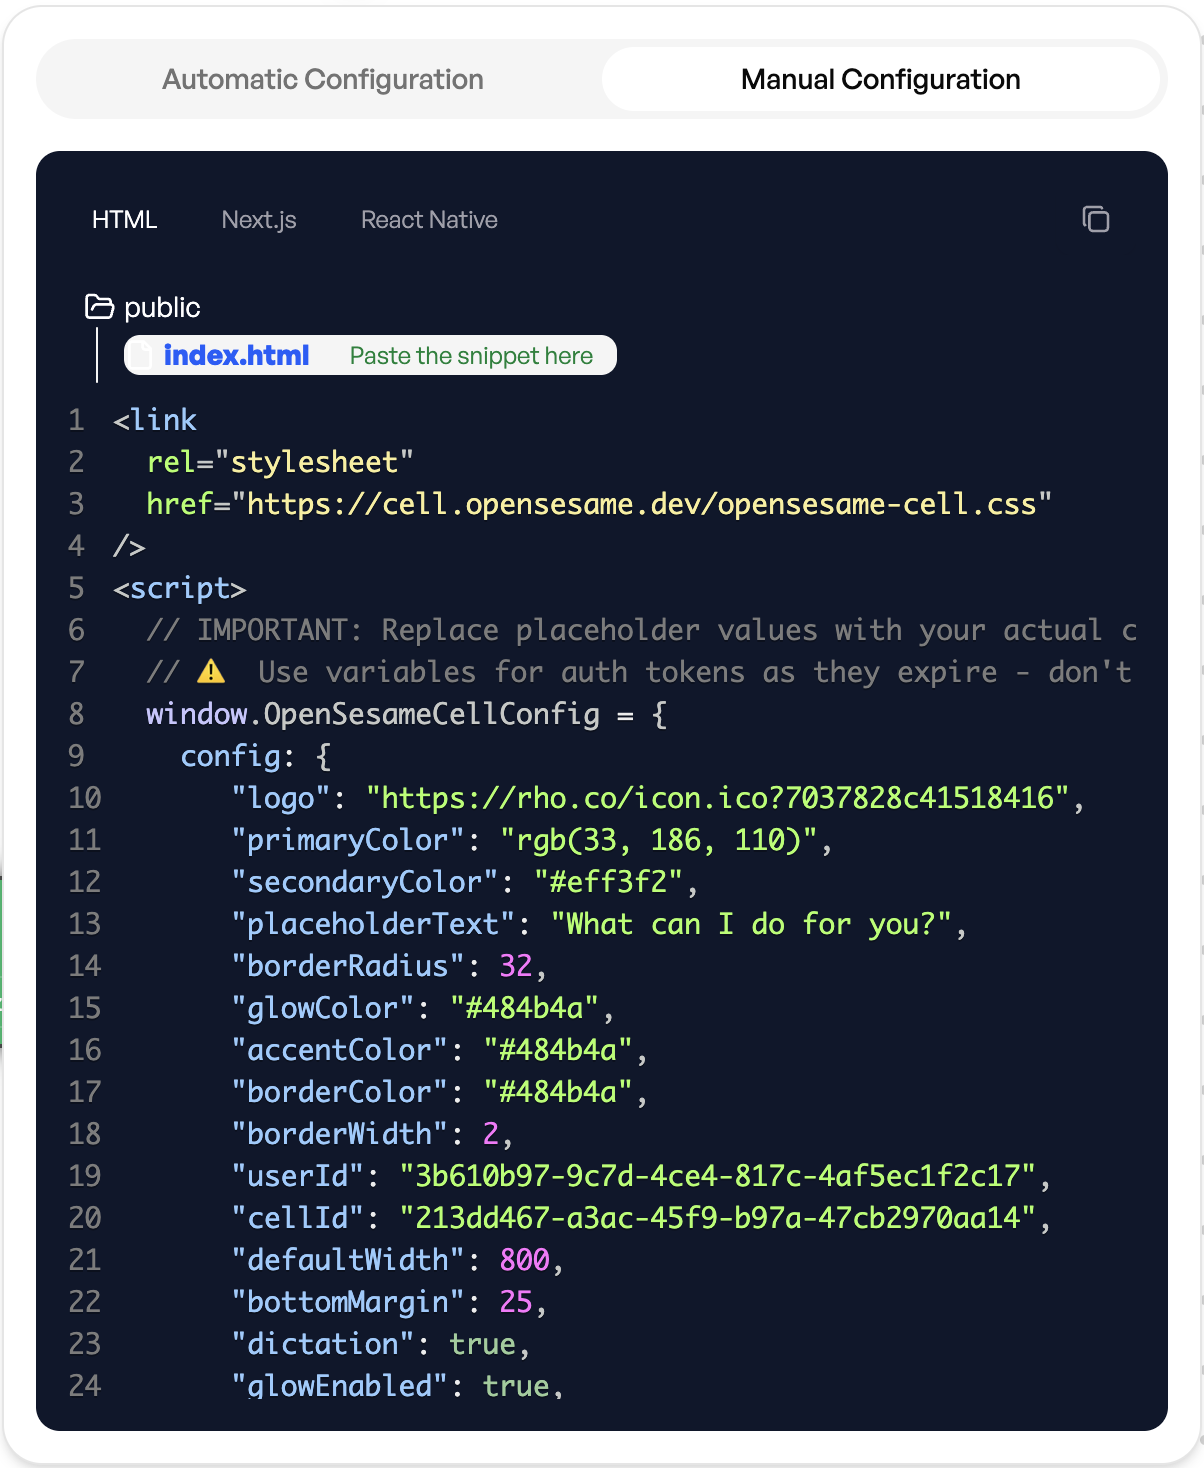 Automatic Configuration
Manual Configuration
HTML
Next.js
React Native
public
index.html
Paste the snippet here
1 <link
2   rel="stylesheet"
3   href="https://cell.opensesame.dev/opensesame-cell.css"
4 />
5 <script>
6   // IMPORTANT: Replace placeholder values with your actual c
7   // ⚠️  Use variables for auth tokens as they expire - don't
8   window.OpenSesameCellConfig = {
9     config: {
10        "logo": "https://rho.co/icon.ico?7037828c41518416",
11        "primaryColor": "rgb(33, 186, 110)",
12        "secondaryColor": "#eff3f2",
13        "placeholderText": "What can I do for you?",
14        "borderRadius": 32,
15        "glowColor": "#484b4a",
16        "accentColor": "#484b4a",
17        "borderColor": "#484b4a",
18        "borderWidth": 2,
19        "userId": "3b610b97-9c7d-4ce4-817c-4af5ec1f2c17",
20        "cellId": "213dd467-a3ac-45f9-b97a-47cb2970aa14",
21        "defaultWidth": 800,
22        "bottomMargin": 25,
23        "dictation": true,
24        "glowEnabled": true,